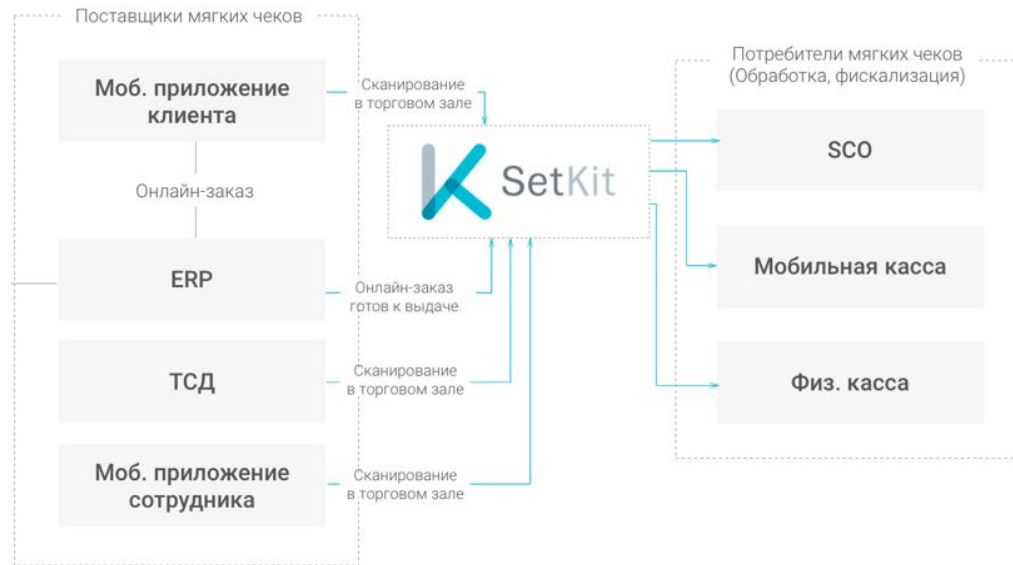 Поставщики мягких чеков
Моб. приложение
клиента
Онлайн-заказ
ERP
ТСД
Моб. приложение
сотрудника
Сканирование
в торговом зале
Онлайн-заказ
готов к выдаче
Сканирование
в торговом зале
Сканирование
в торговом зале
SetKit
Потребители мягких чеков
(Обработка, фискализация)
SCO
Мобильная касса
Физ. касса